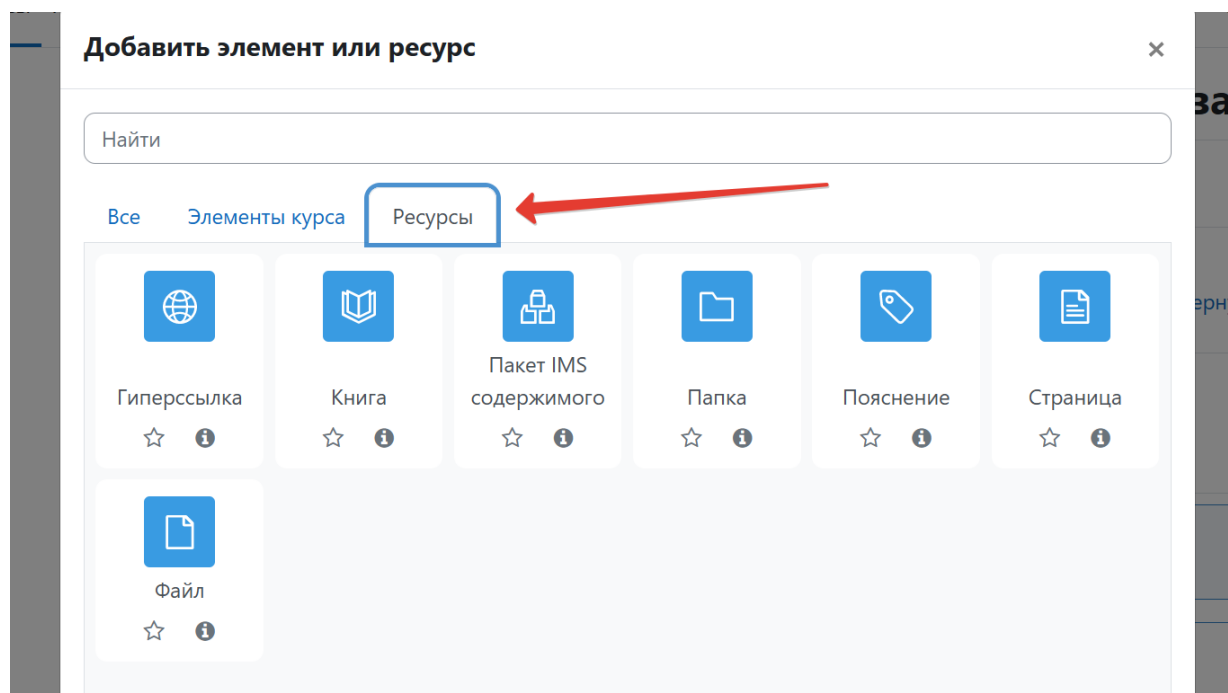 Добавить элемент или ресурс
Найти
Все Элементы курса Ресурсы
Гиперссылка
Книга
Пакет IMS
содержимого
Папка
Пояснение
Страница
Файл